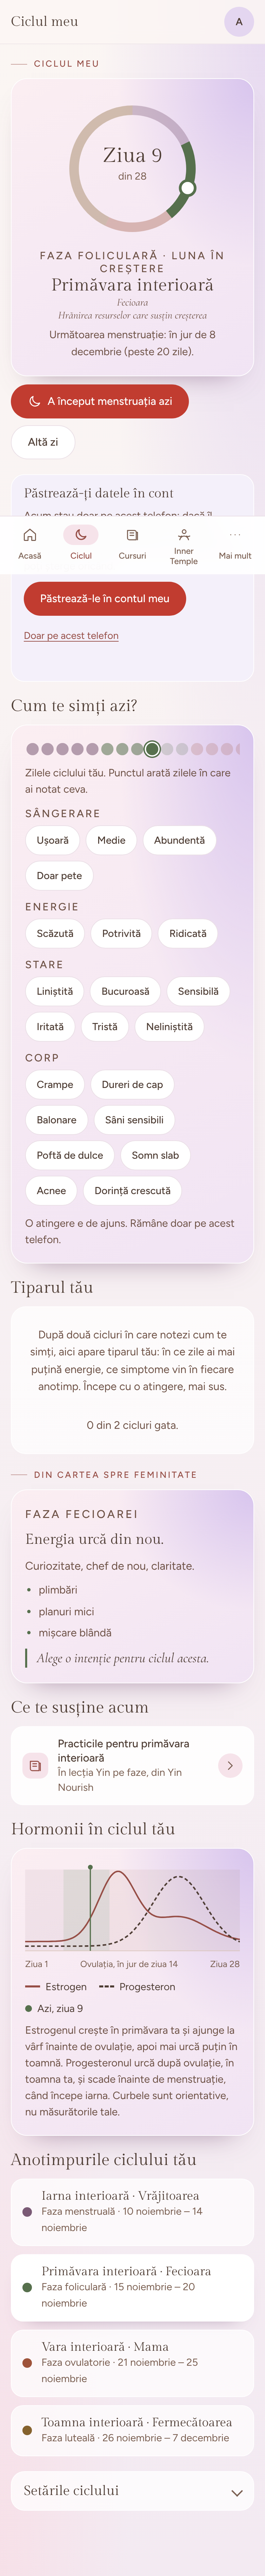 Ciclul meu
A
CICLUL MEU
Ziua 9
din 28
FAZA FOLICULARĂ · LUNA ÎN
CREȘTERE
Primăvara interioară
Fecioara
Hrănirea resurselor care susțin creșterea
Următoarea menstruație: în jur de 8
decembrie (peste 20 zile).
A început menstruația azi
Altă zi
Păstrează-ți datele în cont
Acum stau doar pe acest telefon: dacă îl
Acasă
Ciclul
Cursuri
Inner
Temple
Mai mult
Păstrează-le în contul meu
Doar pe acest telefon
Cum te simți azi?
Zilele ciclului tău. Punctul arată zilele în care
ai notat ceva.
SÂNGERARE
Ușoară
Medie
Abundentă
Doar pete
ENERGIE
Scăzută
Potrivită
Ridicată
STARE
Liniștită
Bucuroasă
Sensibilă
Iritată
Tristă
Neliniștită
CORP
Crampe
Dureri de cap
Balonare
Sâni sensibili
Poftă de dulce
Somn slab
Acnee
Dorință crescută
O atingere e de ajuns. Rămâne doar pe acest
telefon.
Tiparul tău
După două cicluri în care notezi cum te
simți, aici apare tiparul tău: în ce zile ai mai
puțină energie, ce simptome vin în fiecare
anotimp. Începe cu o atingere, mai sus.
0 din 2 cicluri gata.
DIN CARTEA SPRE FEMINITATE
FAZA FECIOAREI
Energia urcă din nou.
Curiozitate, chef de nou, claritate.
• plimbări
• planuri mici
• mișcare blândă
Alege o intenție pentru ciclul acesta.
Ce te susține acum
Practicile pentru primăvara
interioară
În lecția Yin pe faze, din Yin
Nourish
Hormonii în ciclul tău
Ziua 1
Ovulația, în jur de ziua 14
Ziua 28
Estrogen
Progesteron
Azi, ziua 9
Estrogenul crește în primăvara ta și ajunge la
vârf înainte de ovulație, apoi mai urcă puțin în
toamnă. Progesteronul urcă după ovulație, în
toamna ta, și scade înainte de menstruație,
când începe iarna. Curbele sunt orientative,
nu măsurătorile tale.
Anotimpurile ciclului tău
Iarna interioară · Vrăjitoarea
Faza menstruală · 10 noiembrie – 14
noiembrie
Primăvara interioară · Fecioara
Faza foliculară · 15 noiembrie – 20
noiembrie
Vara interioară · Mama
Faza ovulatorie · 21 noiembrie – 25
noiembrie
Toamna interioară · Fermecătoarea
Faza luteală · 26 noiembrie – 7 decembrie
Setările ciclului